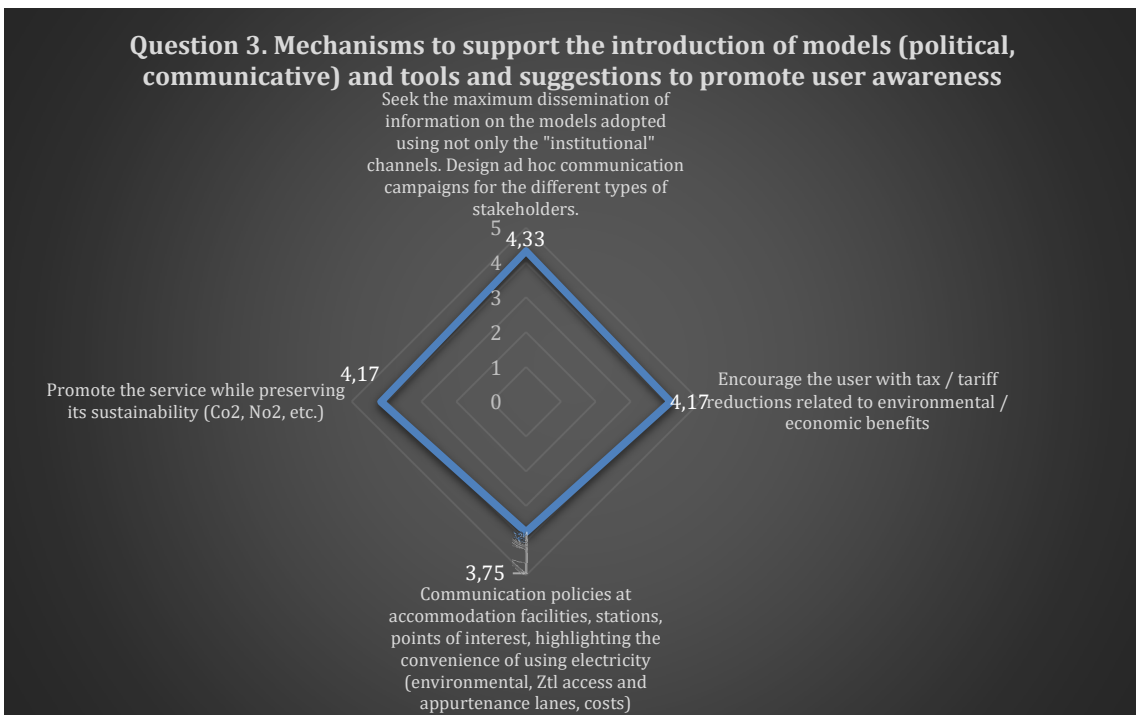 Question 3. Mechanisms to support the introduction of models (political,
communicative) and tools and suggestions to promote user awareness
Seek the maximum dissemination of
information on the models adopted
using not only the "institutional"
channels. Design ad hoc communication
campaigns for the different types of
stakeholders.
5
4,33
4
3
2
1
0
4,17
Promote the service while preserving
its sustainability (Co2, No2, etc.)
4,17
Encourage the user with tax / tariff
reductions related to environmental /
economic benefits
3,75
Communication policies at
accommodation facilities, stations,
points of interest, highlighting the
convenience of using electricity
(environmental, Ztl access and
appurtenance lanes, costs)